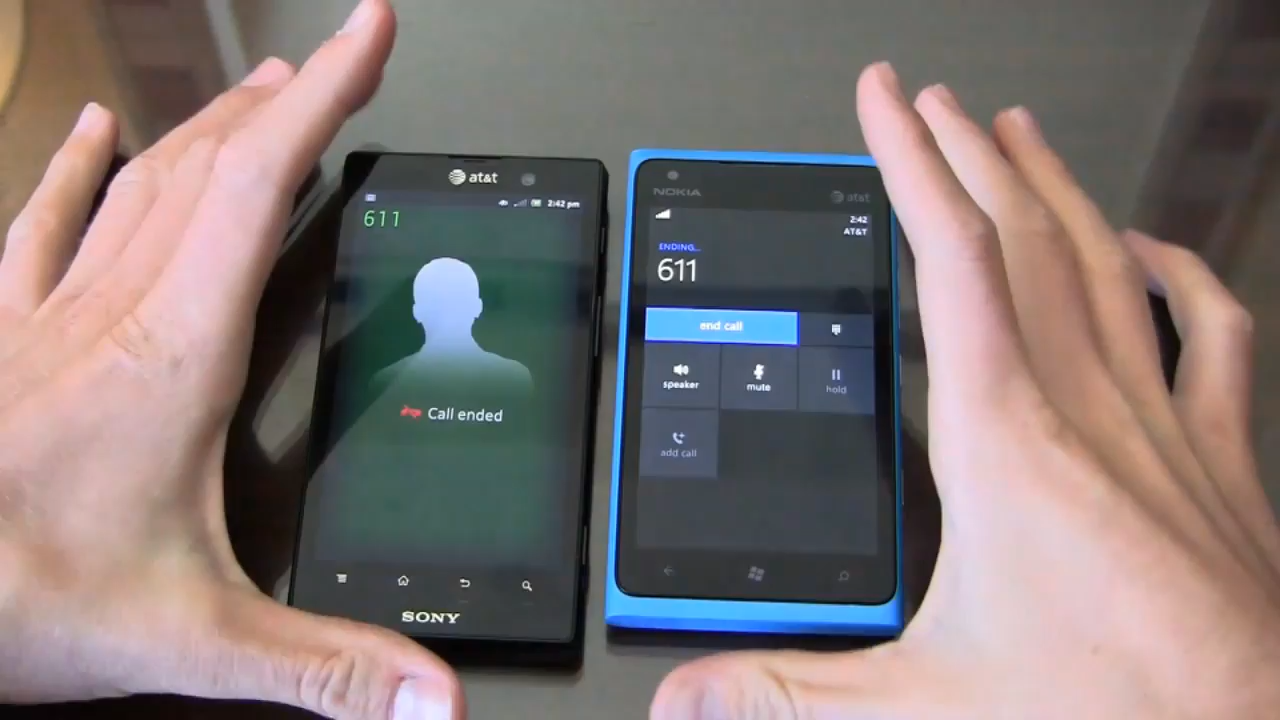 at&t
2:42 pm
611
Call ended
SONY
NOKIA
at&t
2:42
AT&T
ENDING...
611
end call
speaker
mute
hold
add call